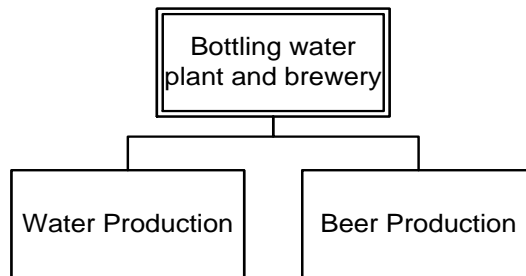 Bottling water
plant and brewery
Water Production
Beer Production